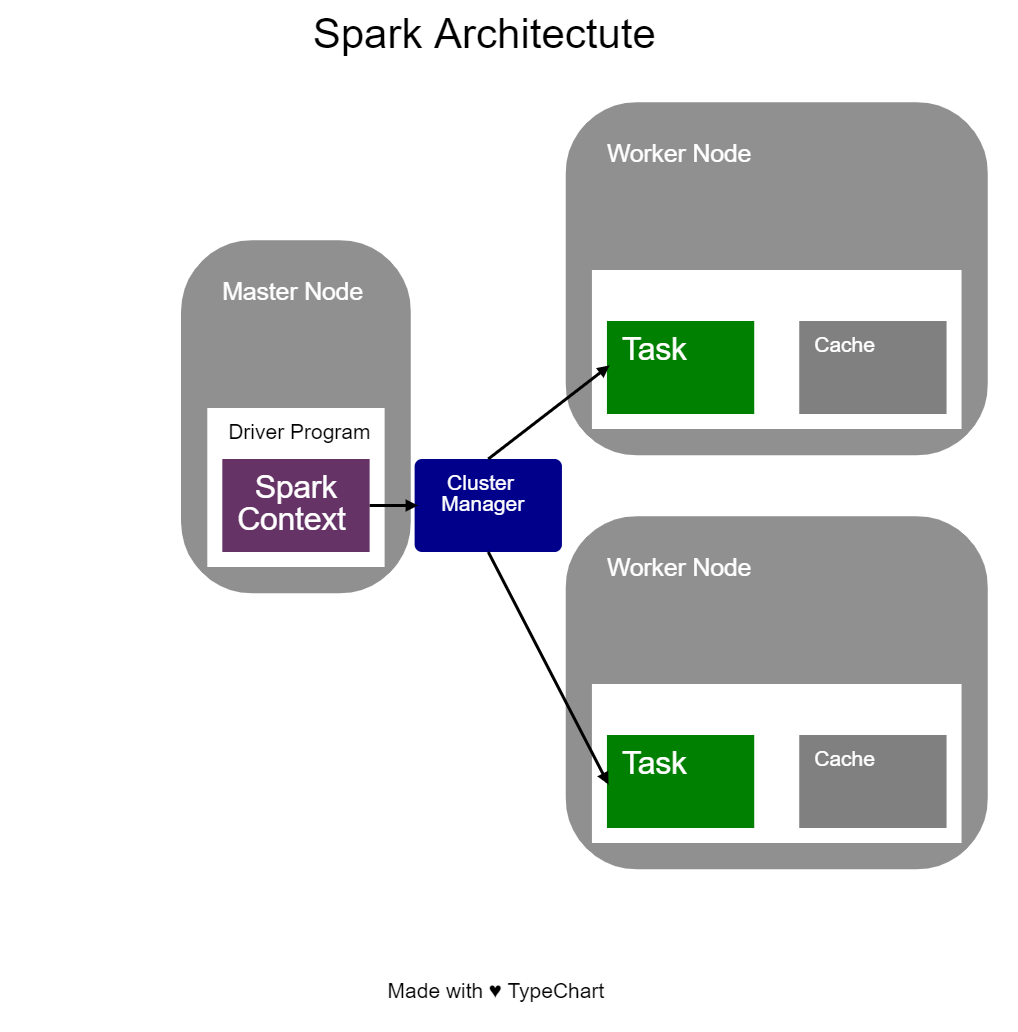 Spark Architectute
Worker Node
Task
Cache
Master Node
Driver Program
Spark
Context
Cluster
Manager
Worker Node
Task
Cache
Made with ♥ TypeChart